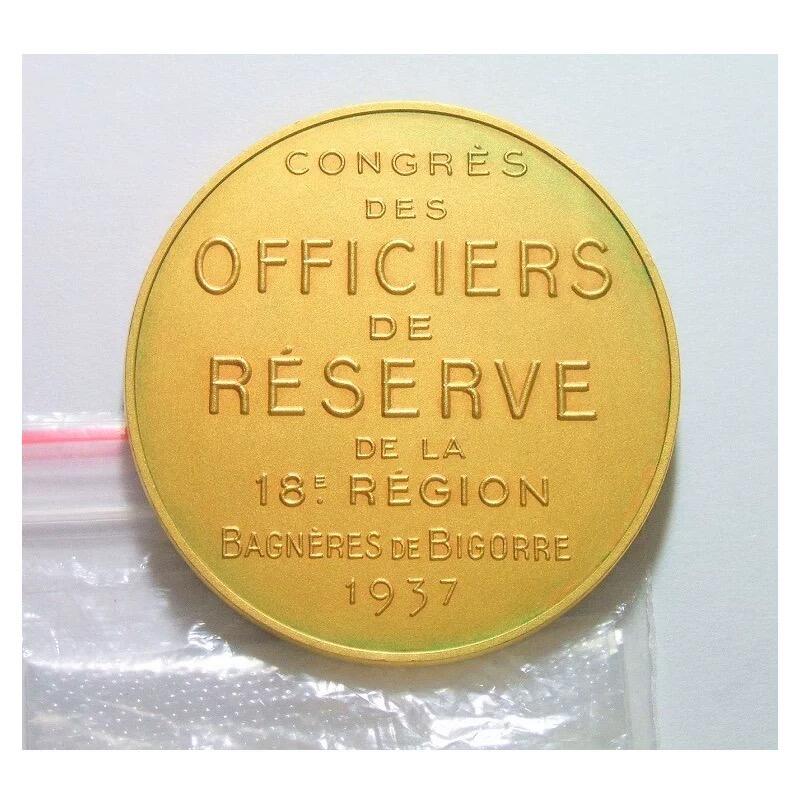 CONGRÈS
DES
OFFICIERS
DE
RÉSERVE
DE LA
18E. RÉGION
BAGNÈRES DE BIGORRE
1937